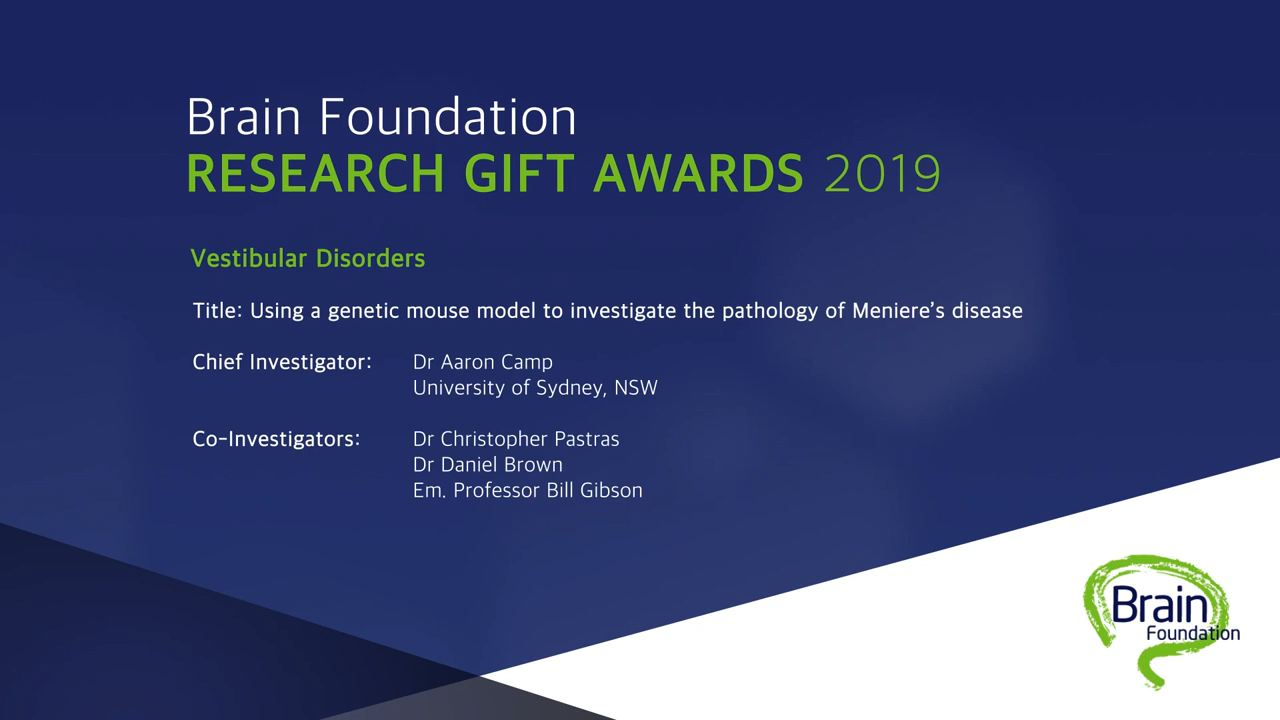 Brain Foundation
RESEARCH GIFT AWARDS 2019
Vestibular Disorders
Title: Using a genetic mouse model to investigate the pathology of Meniere's disease
Chief Investigator: Dr Aaron Camp
University of Sydney, NSW
Co-Investigators: Dr Christopher Pastras
Dr Daniel Brown
Em. Professor Bill Gibson
Brain
Foundation